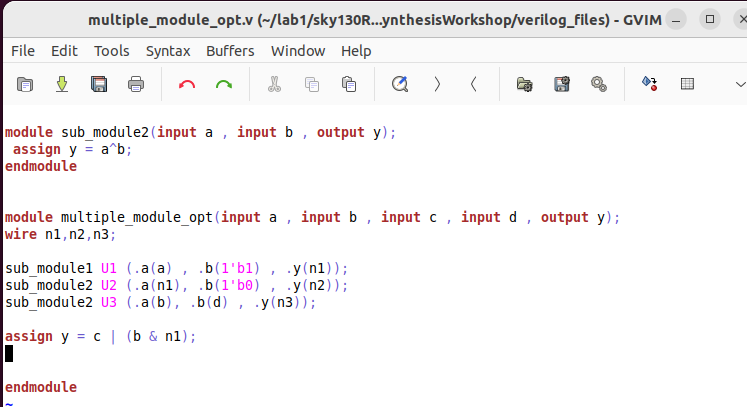 multiple_module_opt.v (~/lab1/sky130R...ynthesisWorkshop/verilog_files) - GVIM
File Edit Tools Syntax Buffers Window Help
module sub_module2(input a , input b , output y);
 assign y = a^b;
endmodule
module multiple_module_opt(input a , input b , input c , input d , output y);
wire n1,n2,n3;
sub_module1 U1 (.a(a) , .b(1'b1) , .y(n1));
sub_module2 U2 (.a(n1), .b(1'b0) , .y(n2));
sub_module2 U3 (.a(b), .b(d) , .y(n3));
assign y = c | (b & n1);
endmodule
~